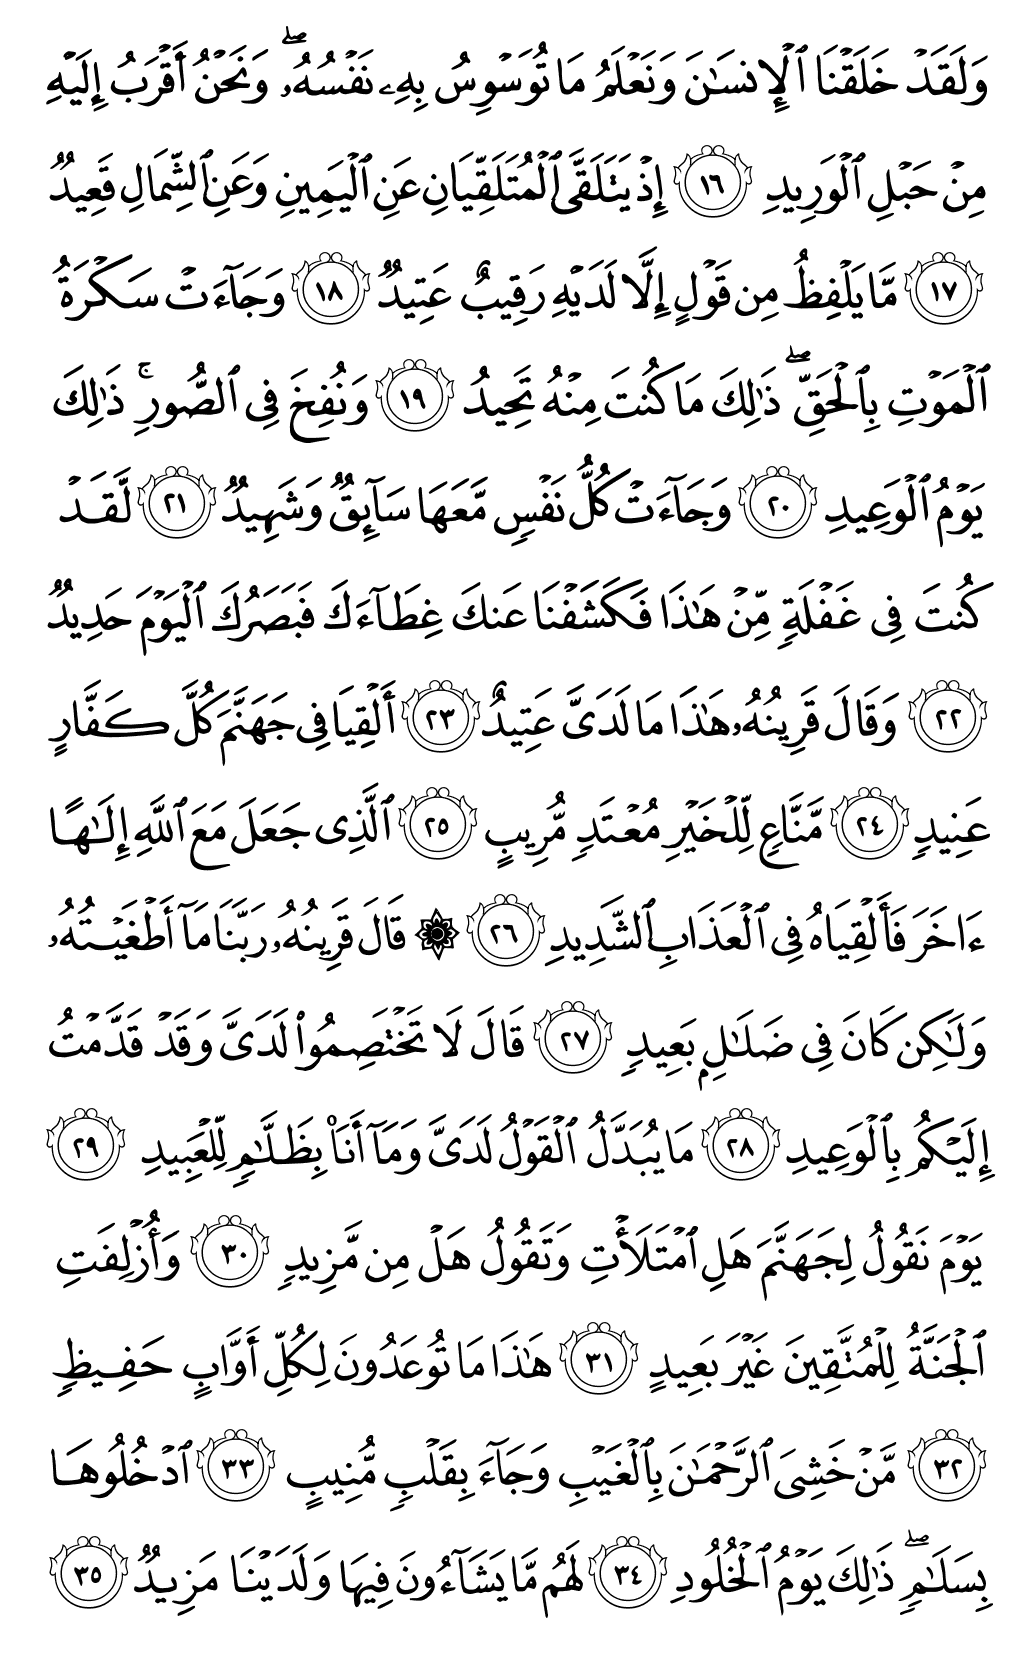 وَلَقَدْ خَلَقْنَا ٱلْإِنسَـٰنَ وَنَعْلَمُ مَا تُوَسْوِسُ بِهِۦ نَفْسُهُۥ ۖ وَنَحْنُ أَقْرَبُ إِلَيْهِ
مِنْ حَبْلِ ٱلْوَرِيدِ ١٦ إِذْ يَتَلَقَّى ٱلْمُتَلَقِّيَانِ عَنِ ٱلْيَمِينِ وَعَنِ ٱلشِّمَالِ قَعِيدٌ
١٧ مَّا يَلْفِظُ مِن قَوْلٍ إِلَّا لَدَيْهِ رَقِيبٌ عَتِيدٌ ١٨ وَجَآءَتْ سَكْرَةُ
ٱلْمَوْتِ بِٱلْحَقِّ ۖ ذَٰلِكَ مَا كُنتَ مِنْهُ تَحِيدُ ١٩ وَنُفِخَ فِى ٱلصُّورِ ۚ ذَٰلِكَ
يَوْمُ ٱلْوَعِيدِ ٢٠ وَجَآءَتْ كُلُّ نَفْسٍ مَّعَهَا سَآئِقٌ وَشَهِيدٌ ٢١ لَّقَدْ
كُنتَ فِى غَفْلَةٍ مِّنْ هَـٰذَا فَكَشَفْنَا عَنكَ غِطَآءَكَ فَبَصَرُكَ ٱلْيَوْمَ حَدِيدٌ
٢٢ وَقَالَ قَرِينُهُۥ هَـٰذَا مَا لَدَىَّ عَتِيدٌ ٢٣ أَلْقِيَا فِى جَهَنَّمَ كُلَّ كَفَّارٍ
عَنِيدٍ ٢٤ مَّنَّاعٍ لِّلْخَيْرِ مُعْتَدٍ مُّرِيبٍ ٢٥ ٱلَّذِى جَعَلَ مَعَ ٱللَّهِ إِلَـٰهًا
ءَاخَرَ فَأَلْقِيَاهُ فِى ٱلْعَذَابِ ٱلشَّدِيدِ ٢٦ ۞ قَالَ قَرِينُهُۥ رَبَّنَا مَآ أَطْغَيْتُهُۥ
وَلَـٰكِن كَانَ فِى ضَلَـٰلٍۭ بَعِيدٍ ٢٧ قَالَ لَا تَخْتَصِمُوا۟ لَدَىَّ وَقَدْ قَدَّمْتُ
إِلَيْكُم بِٱلْوَعِيدِ ٢٨ مَا يُبَدَّلُ ٱلْقَوْلُ لَدَىَّ وَمَآ أَنَا۠ بِظَلَّـٰمٍ لِّلْعَبِيدِ ٢٩
يَوْمَ نَقُولُ لِجَهَنَّمَ هَلِ ٱمْتَلَأْتِ وَتَقُولُ هَلْ مِن مَّزِيدٍ ٣٠ وَأُزْلِفَتِ
ٱلْجَنَّةُ لِلْمُتَّقِينَ غَيْرَ بَعِيدٍ ٣١ هَـٰذَا مَا تُوعَدُونَ لِكُلِّ أَوَّابٍ حَفِيظٍ
٣٢ مَّنْ خَشِىَ ٱلرَّحْمَـٰنَ بِٱلْغَيْبِ وَجَآءَ بِقَلْبٍ مُّنِيبٍ ٣٣ ٱدْخُلُوهَا
بِسَلَـٰمٍ ۖ ذَٰلِكَ يَوْمُ ٱلْخُلُودِ ٣٤ لَهُم مَّا يَشَآءُونَ فِيهَا وَلَدَيْنَا مَزِيدٌ ٣٥